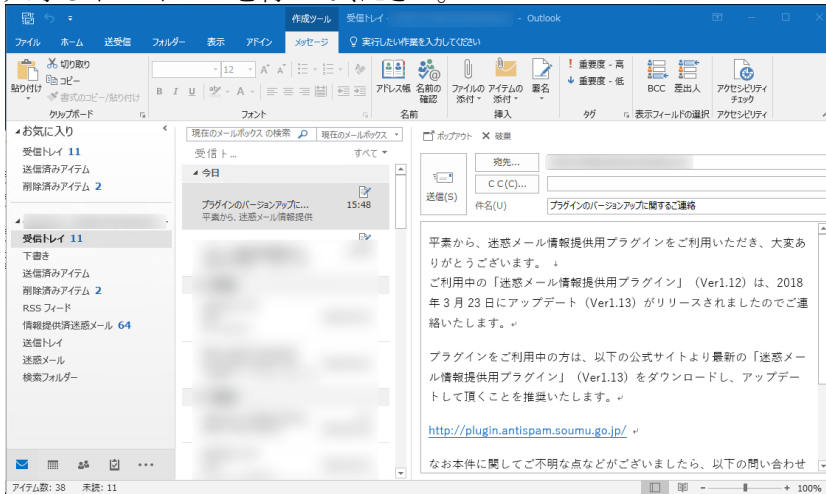 作成ツール 受信トレイ - - Outlook
ファイル ホーム 送受信 フォルダー 表示 アドイン メッセージ 実行したい作業を入力してください
貼り付け 切り取り コピー 書式のコピー/貼り付け
クリップボード
12 A A
B I U A
フォント
アドレス帳 名前の確認
名前
ファイルの添付 アイテムの添付 署名
挿入
重要度 - 高
重要度 - 低
タグ
BCC 差出人
表示フィールドの選択
アクセシビリティチェック
アクセシビリティ
お気に入り
受信トレイ 11
送信済みアイテム
削除済みアイテム 2
受信トレイ 11
下書き
送信済みアイテム
削除済みアイテム 2
RSS フィード
情報提供済迷惑メール 64
送信トレイ
迷惑メール
検索フォルダー
現在のメールボックス の検索 現在のメールボックス
受信ト... すべて
今日
プラグインのバージョンアップに... 15:48
平素から、迷惑メール情報提供
ポップアウト 破棄
送信(S)
宛先...
C C(C)...
件名(U) プラグインのバージョンアップに関するご連絡
平素から、迷惑メール情報提供用プラグインをご利用いただき、大変あ
りがとうございます。
ご利用中の「迷惑メール情報提供用プラグイン」（Ver1.12）は、2018
年 3 月 23 日にアップデート（Ver1.13）がリリースされましたのでご連
絡いたします。
プラグインをご利用中の方は、以下の公式サイトより最新の「迷惑メー
ル情報提供用プラグイン」（Ver1.13）をダウンロードし、アップデー
トして頂くことを推奨いたします。
http://plugin.antispam.soumu.go.jp/
なお本件に関してご不明な点などがございましたら、以下の問い合わせ
アイテム数: 38 未読: 11
100%